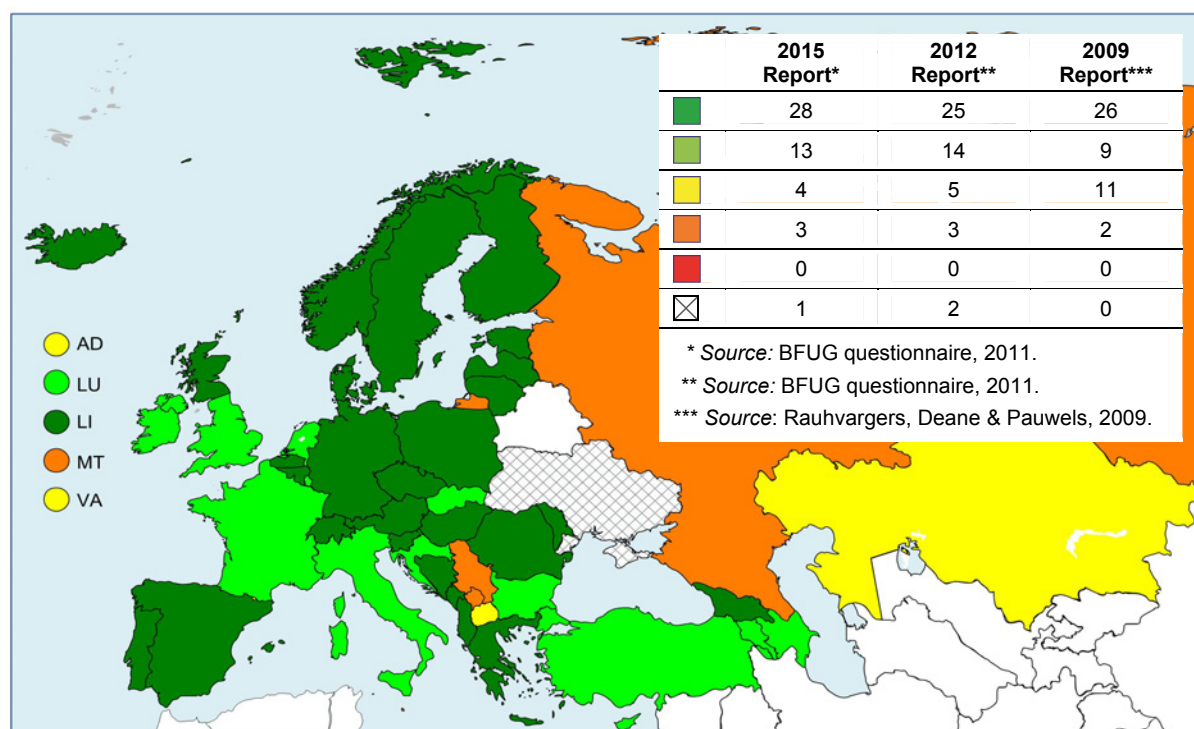 2015 Report* 2012 Report** 2009 Report***
28 25 26
13 14 9
4 5 11
3 3 2
0 0 0
1 2 0
* Source: BFUG questionnaire, 2011.
** Source: BFUG questionnaire, 2011.
*** Source: Rauhvargers, Deane & Pauwels, 2009.
AD
LU
LI
MT
VA